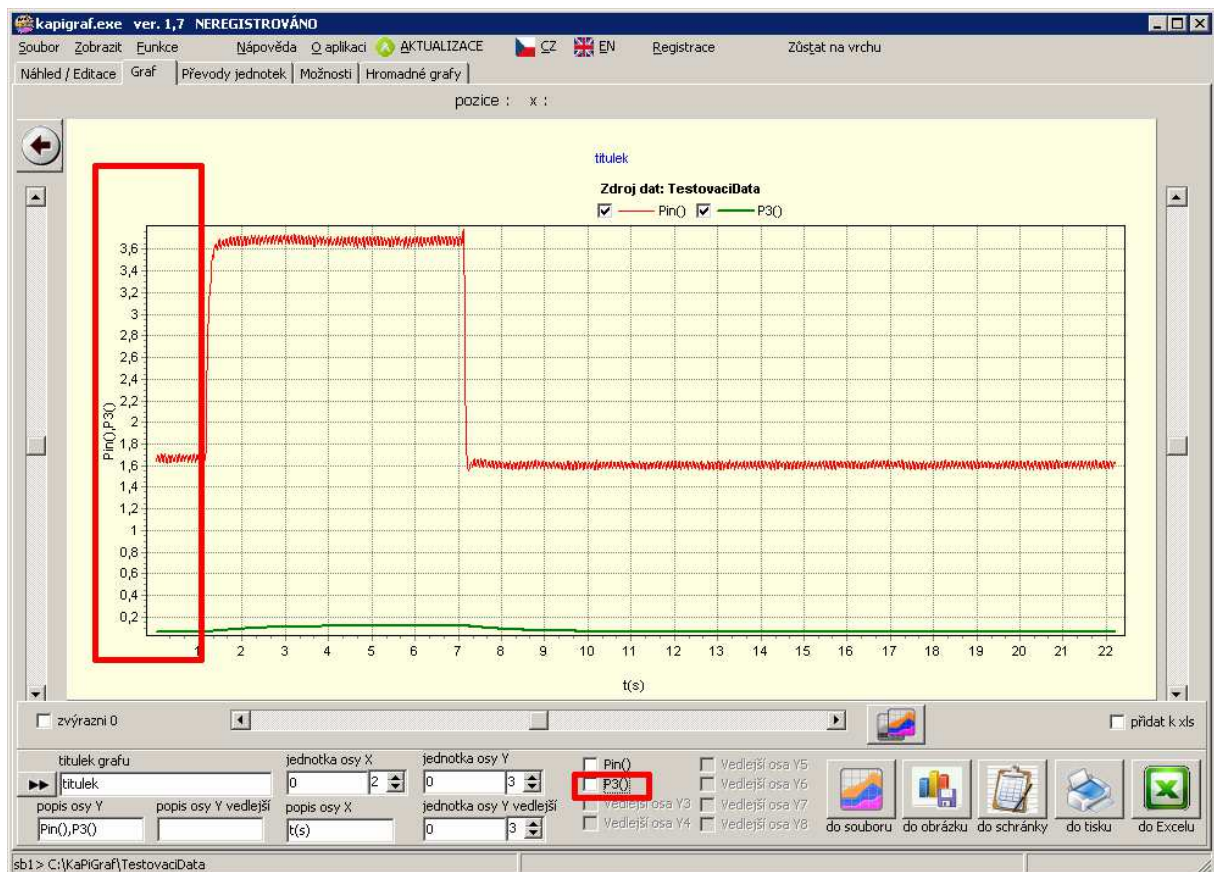 kapigraf.exe ver. 1,7 NEREGISTROVÁNO
Soubor Zobrazit Funkce Nápověda O aplikaci AKTUALIZACE CZ EN Registrace Zůstat na vrchu
Náhled / Editace Graf Převody jednotek Možnosti Hromadné grafy
pozice : x :
titulek
Zdroj dat: TestovaciData
Pin() P3()
3,6
3,4
3,2
3
2,8
2,6
2,4
2,2
2
1,8
1,6
1,4
1,2
1
0,8
0,6
0,4
0,2
Pin(),P3()
1 2 3 4 5 6 7 8 9 10 11 12 13 14 15 16 17 18 19 20 21 22
t(s)
zvýrazni 0 přidat k xls
titulek grafu jednotka osy X jednotka osy Y Pin() Vedlejší osa Y5
titulek 0 2 0 3 P3() Vedlejší osa Y6
popis osy Y popis osy Y vedlejší popis osy X jednotka osy Y vedlejší Vedlejší osa Y3 Vedlejší osa Y7
Pin(),P3() t(s) 0 3 Vedlejší osa Y4 Vedlejší osa Y8
do souboru do obrázku do schránky do tisku do Excelu
sb1> C:\KaPiGraf\TestovaciData